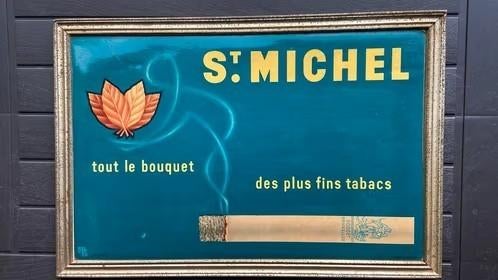 ST. MICHEL
tout le bouquet
des plus fins tabacs